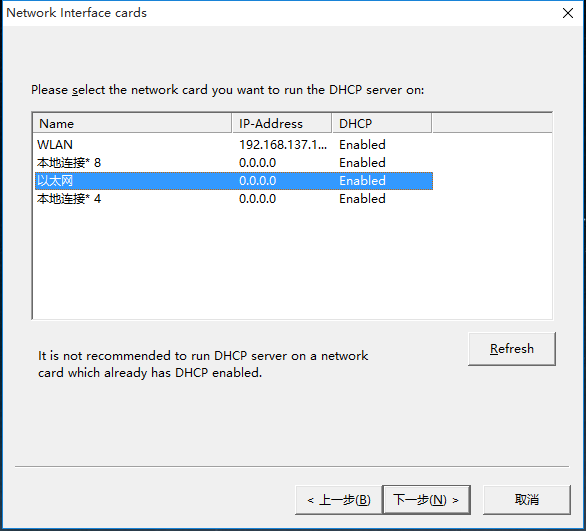 Network Interface cards
Please select the network card you want to run the DHCP server on:
Name IP-Address DHCP
WLAN 192.168.137.1... Enabled
本地连接* 8 0.0.0.0 Enabled
以太网 0.0.0.0 Enabled
本地连接* 4 0.0.0.0 Enabled
Refresh
It is not recommended to run DHCP server on a network
card which already has DHCP enabled.
< 上一步(B) 下一步(N) > 取消